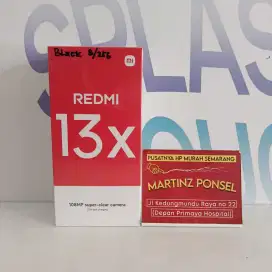 SPLAS
Black 8/256
mi
REDMI
13x
108MP super-clear camera
PUSATNYA HP MURAH SEMARANG
MARTINZ PONSEL
Jl Kedungmundu Raya no 22
(Depan Primaya Hospital)